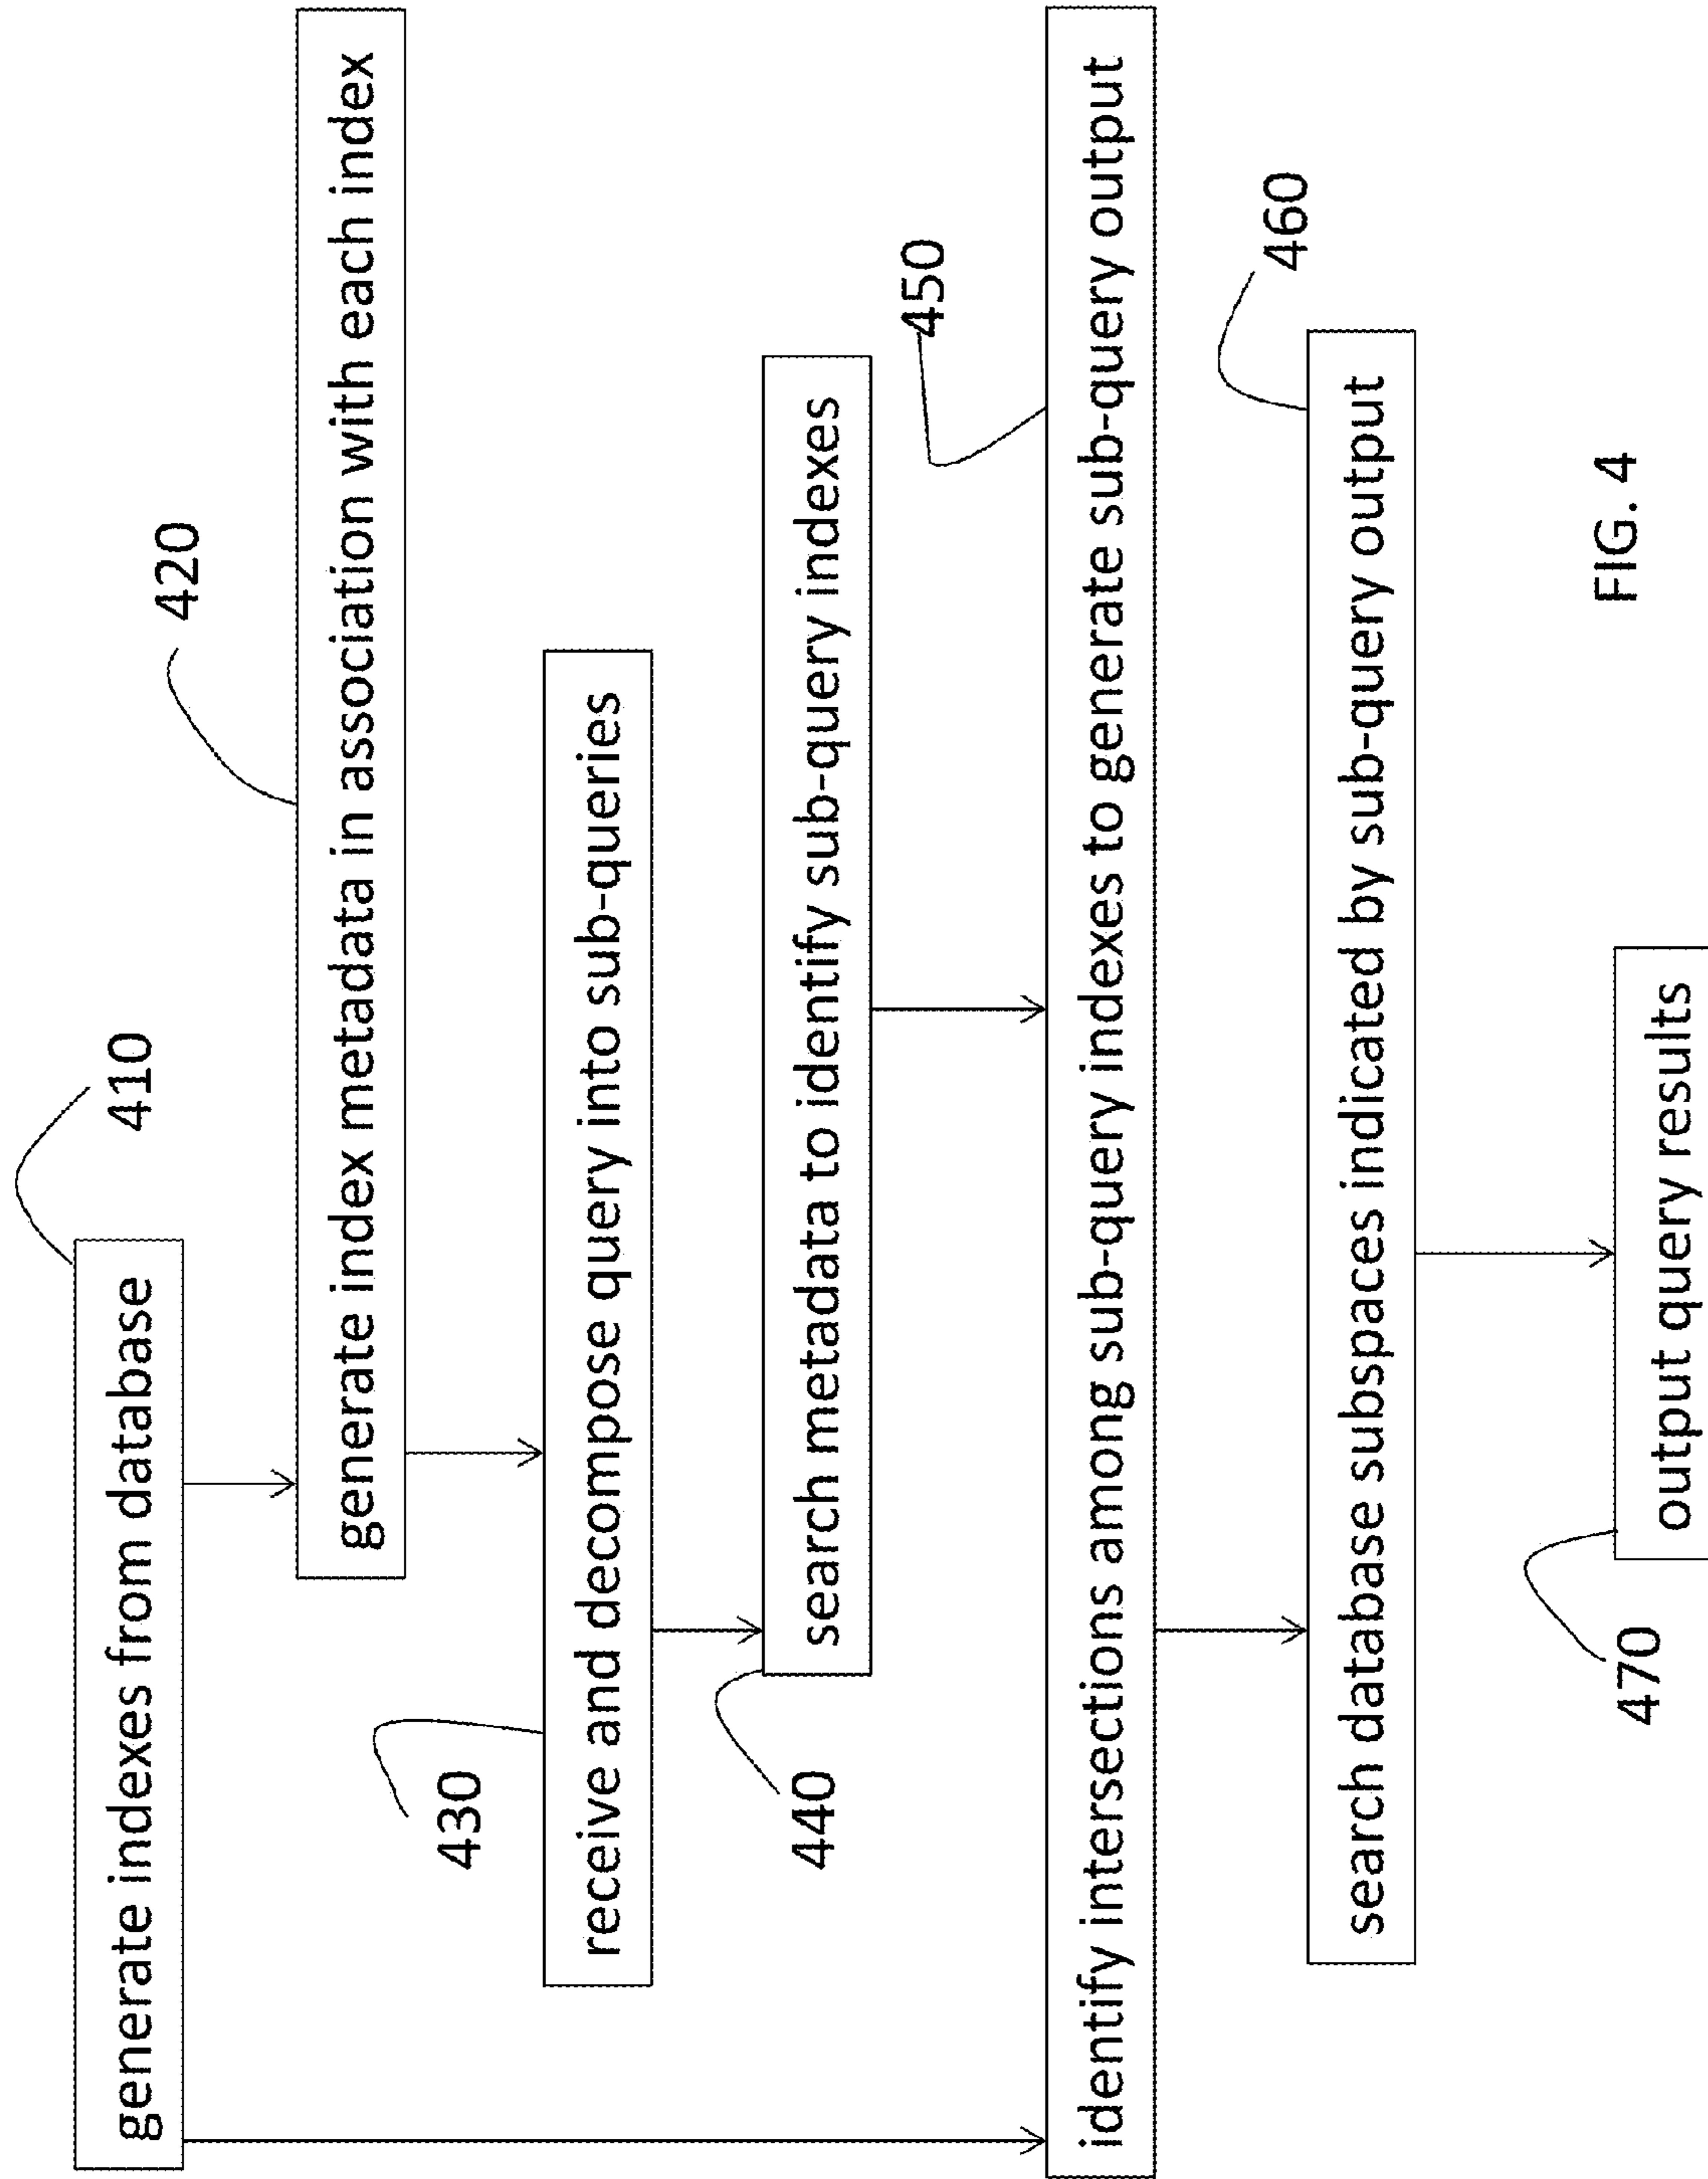 410
generate indexes from database
420
generate index metadata in association with each index
430
receive and decompose query into sub-queries
440
search metadata to identify sub-query indexes
450
identify intersections among sub-query indexes to generate sub-query output
460
search database subspaces indicated by sub-query output
470
output query results
FIG. 4